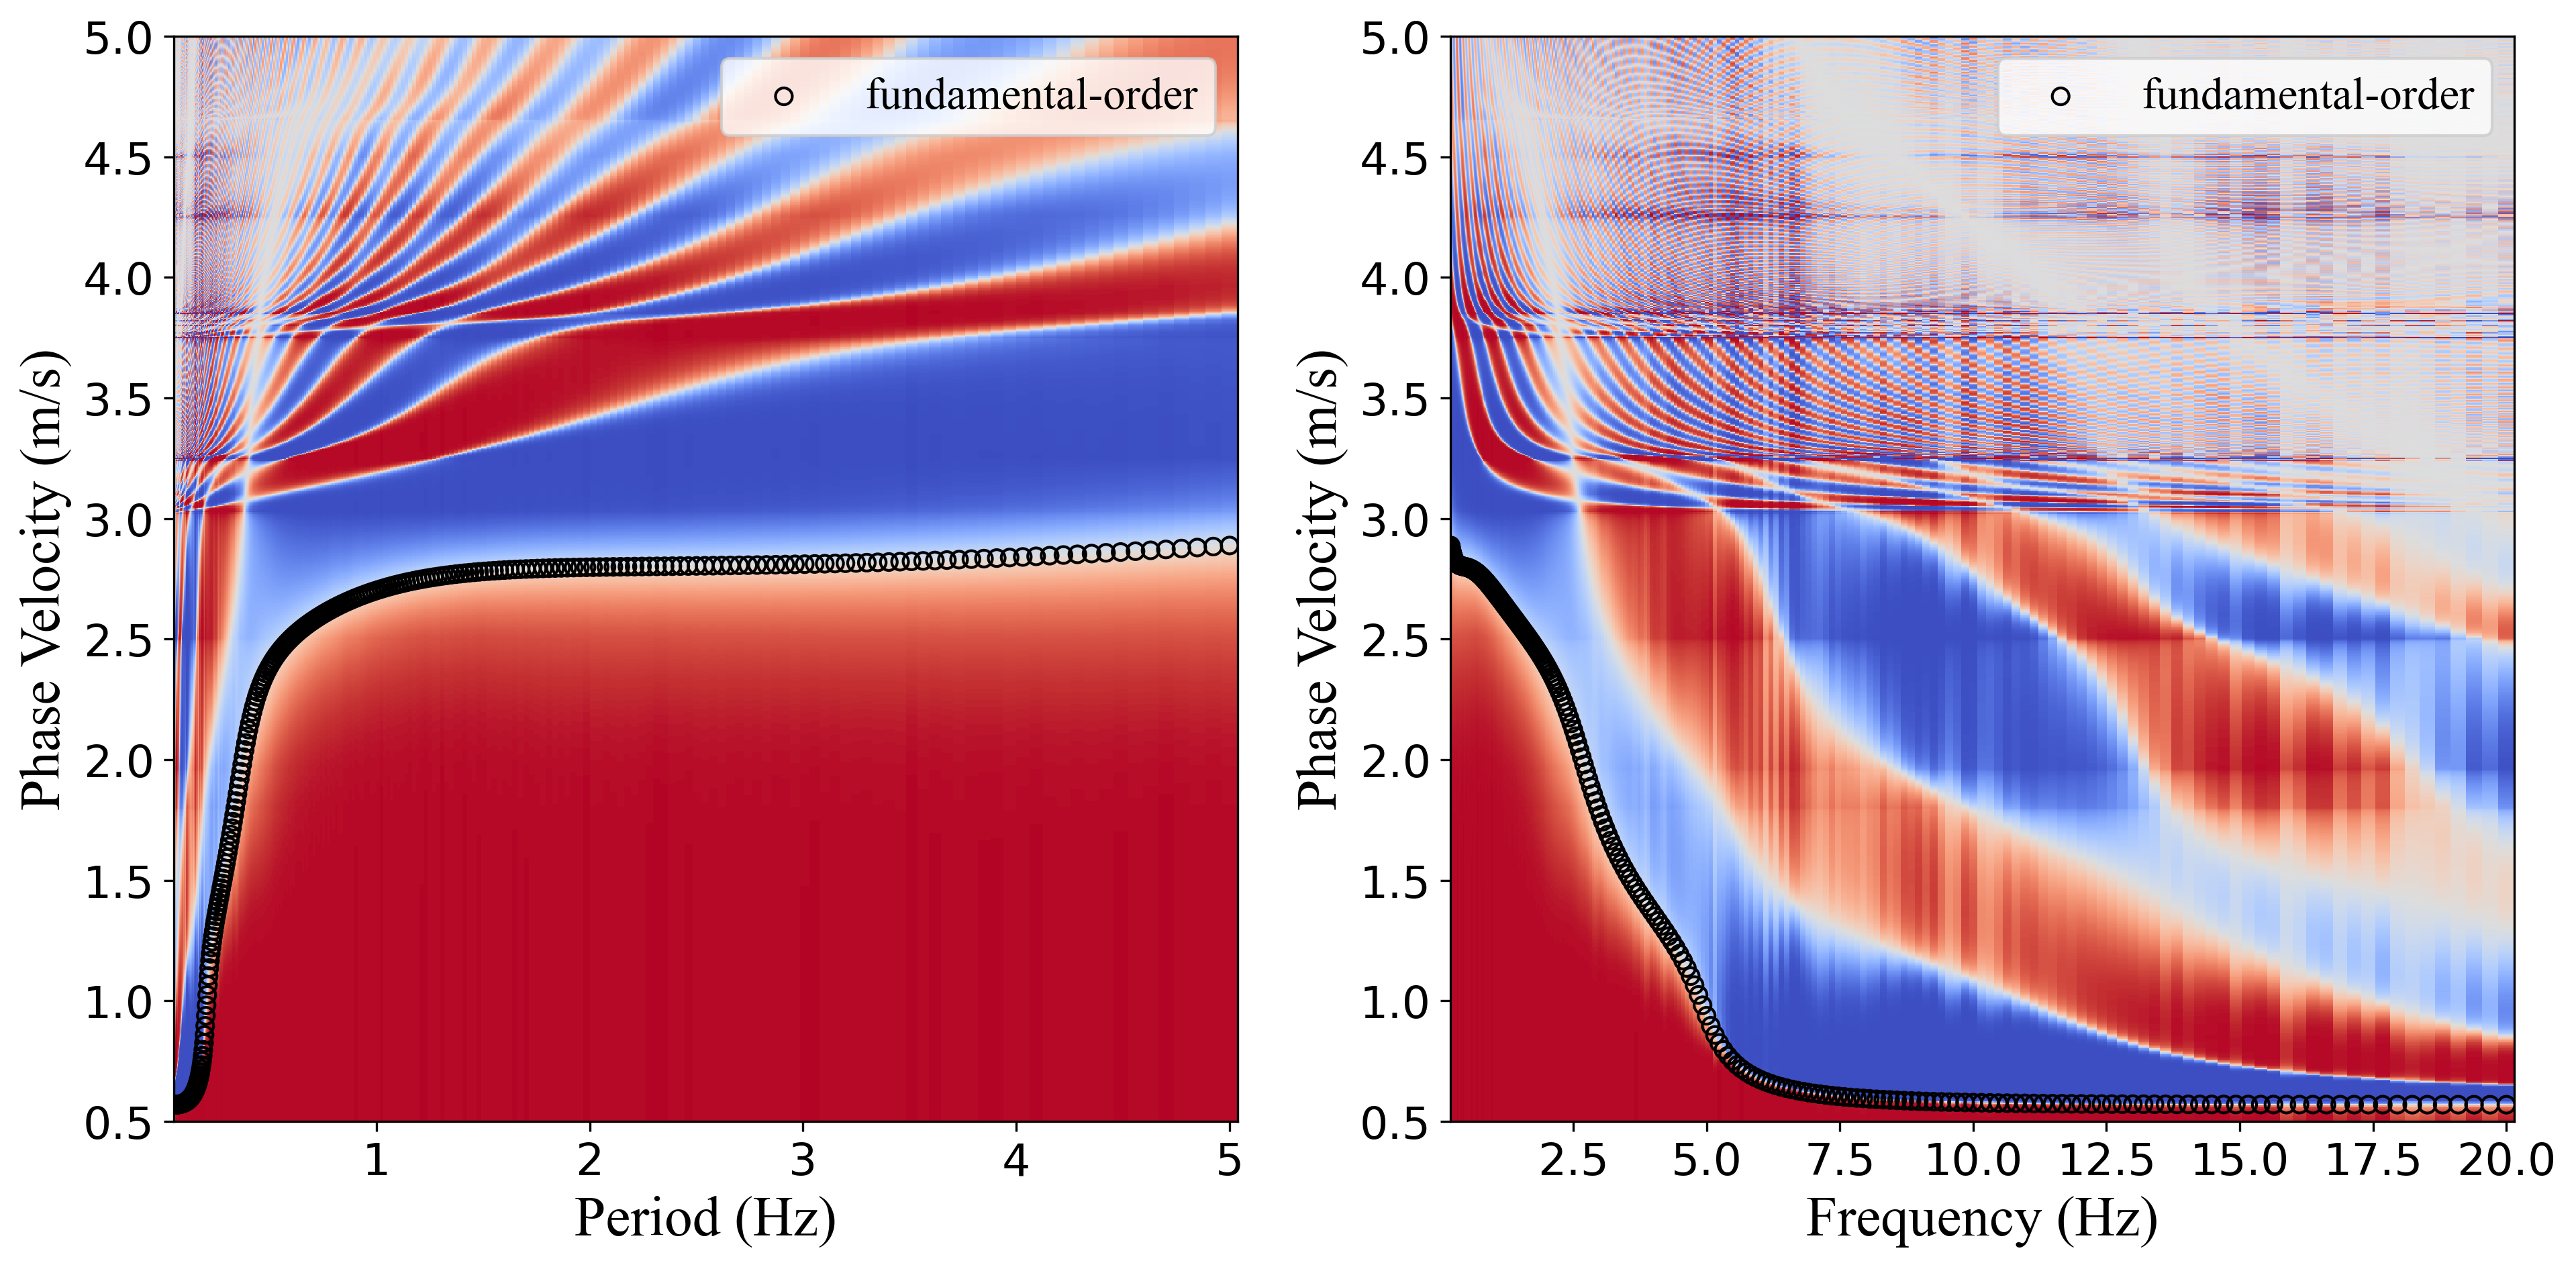 5.0
4.5
4.0
3.5
3.0
2.5
2.0
1.5
1.0
0.5
Phase Velocity (m/s)
fundamental-order
1 2 3 4 5
Period (Hz)
5.0
4.5
4.0
3.5
3.0
2.5
2.0
1.5
1.0
0.5
Phase Velocity (m/s)
fundamental-order
2.5 5.0 7.5 10.0 12.5 15.0 17.5 20.0
Frequency (Hz)